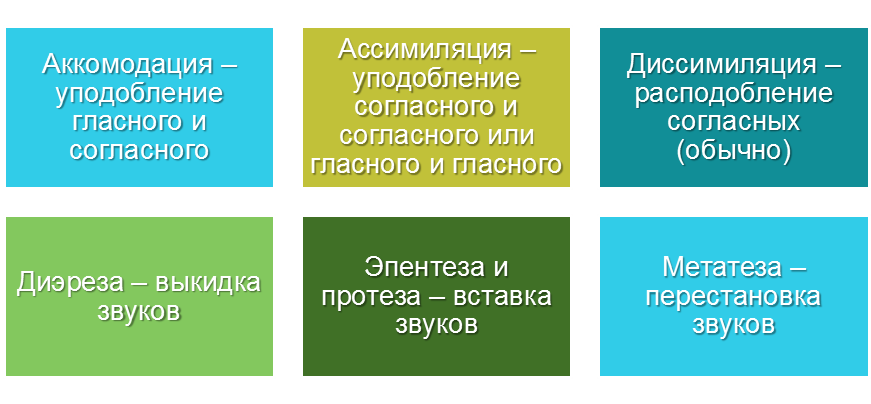 Аккомодация –
уподобление
гласного и
согласного
Ассимиляция –
уподобление
согласного и
согласного или
гласного и гласного
Диссимиляция –
расподобление
согласных
(обычно)
Диэреза – выкидка
звуков
Эпентеза и
протеза – вставка
звуков
Метатеза –
перестановка
звуков